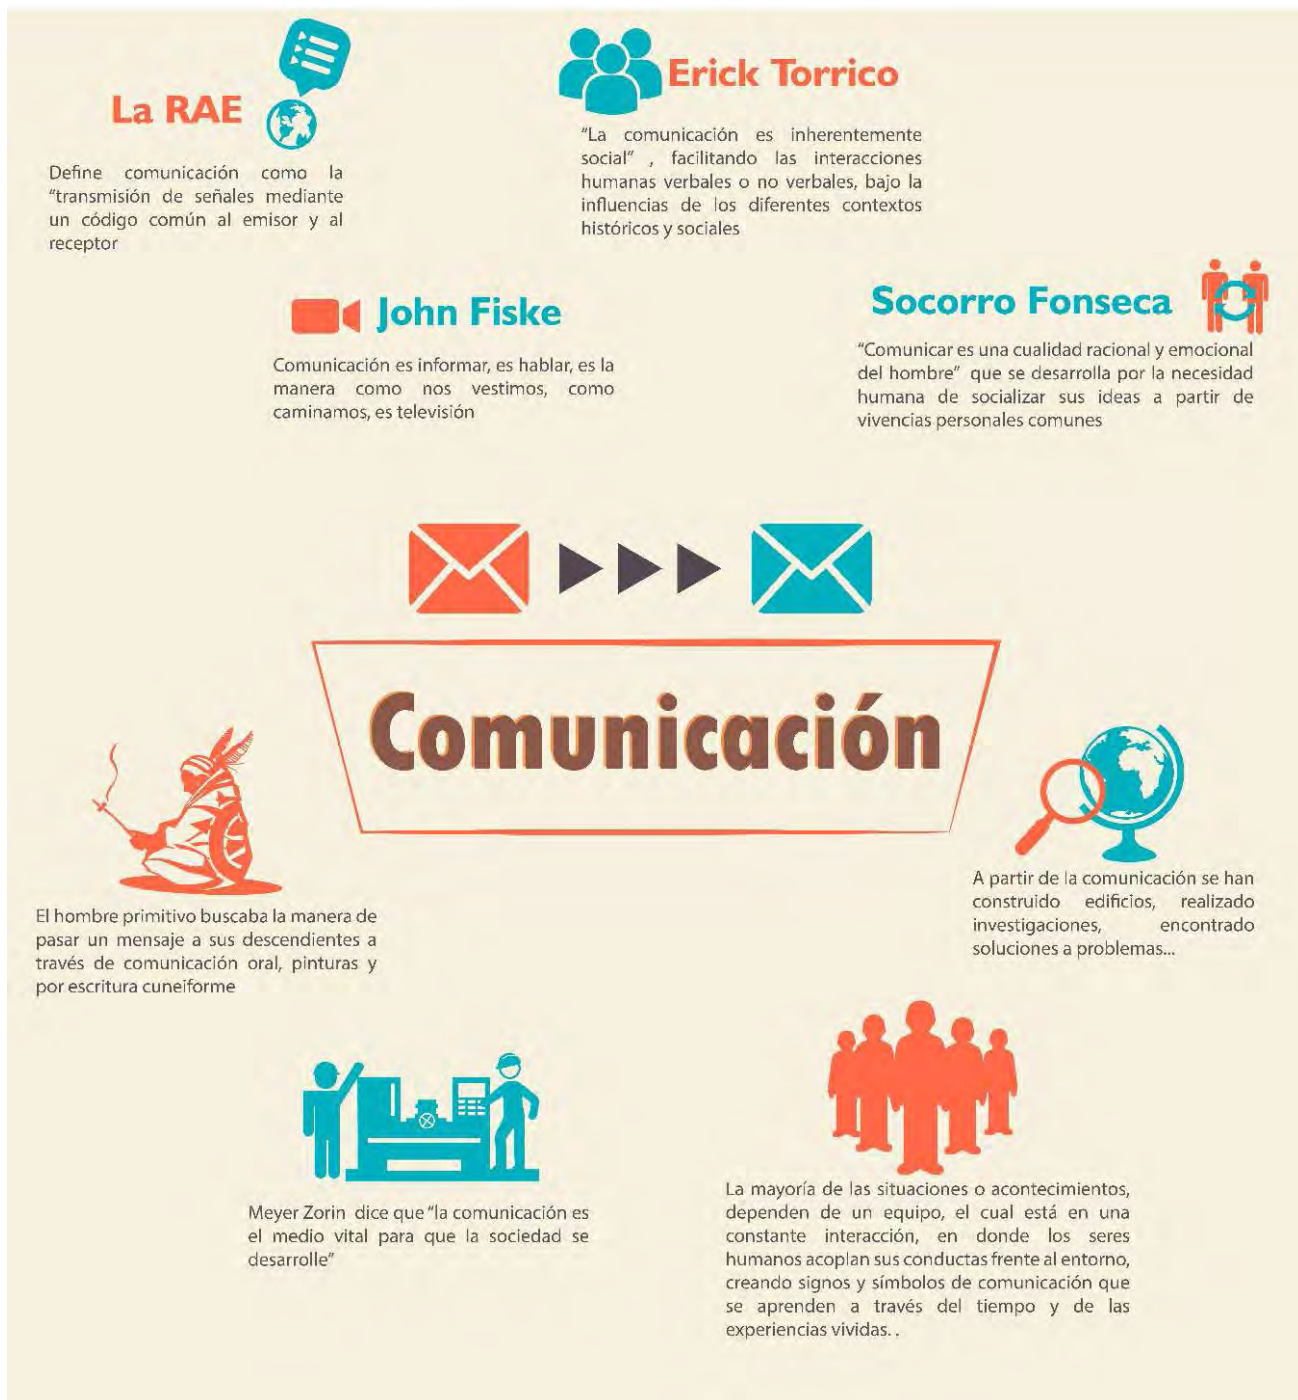 La RAE
Define comunicación como la
"transmisión de señales mediante
un código común al emisor y al
receptor
Erick Torrico
"La comunicación es inherentemente
social" , facilitando las interacciones
humanas verbales o no verbales, bajo la
influencias de los diferentes contextos
históricos y sociales
John Fiske
Comunicación es informar, es hablar, es la
manera como nos vestimos, como
caminamos, es televisión
Socorro Fonseca
"Comunicar es una cualidad racional y emocional
del hombre" que se desarrolla por la necesidad
humana de socializar sus ideas a partir de
vivencias personales comunes
Comunicación
El hombre primitivo buscaba la manera de
pasar un mensaje a sus descendientes a
través de comunicación oral, pinturas y
por escritura cuneiforme
A partir de la comunicación se han
construido edificios, realizado
investigaciones, encontrado
soluciones a problemas...
Meyer Zorin dice que "la comunicación es
el medio vital para que la sociedad se
desarrolle"
La mayoría de las situaciones o acontecimientos,
dependen de un equipo, el cual está en una
constante interacción, en donde los seres
humanos acoplan sus conductas frente al entorno,
creando signos y símbolos de comunicación que
se aprenden a través del tiempo y de las
experiencias vividas. .